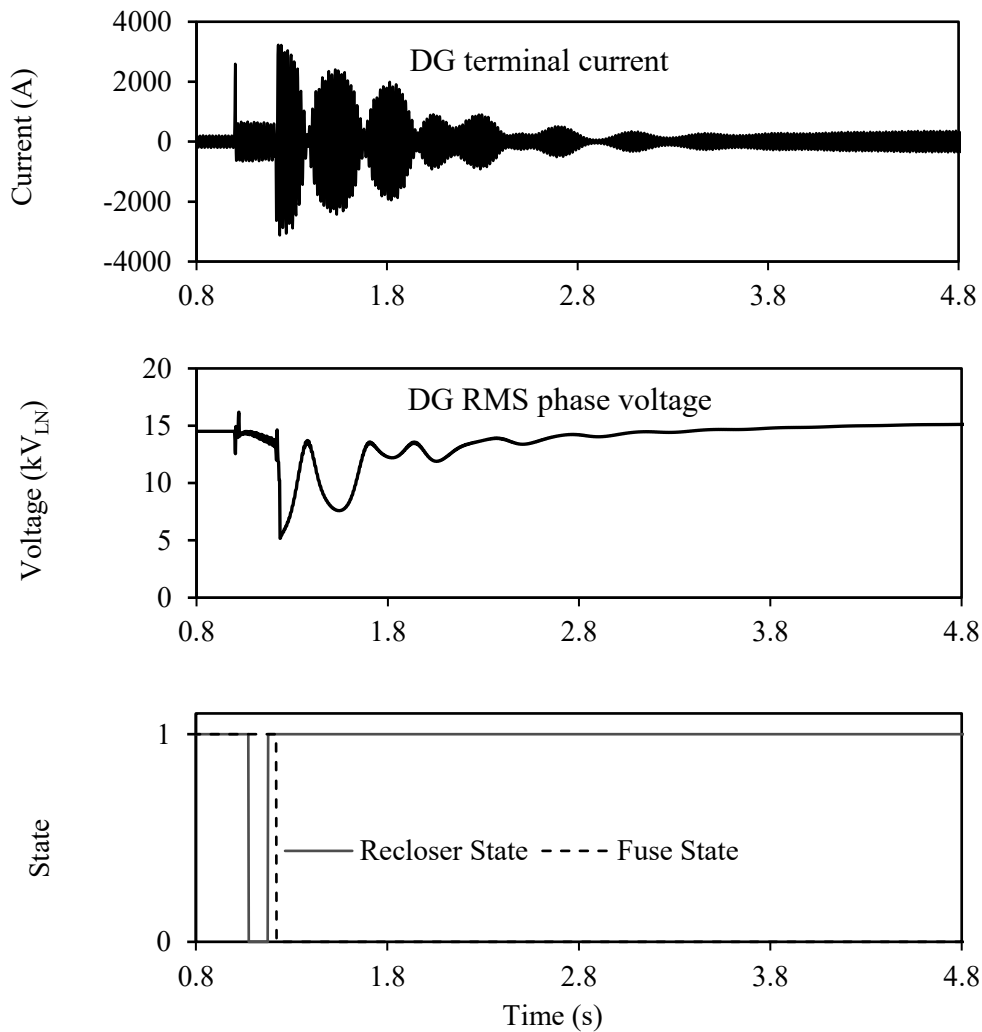 4000
2000
0
-2000
-4000
Current (A)
DG terminal current
0.8 1.8 2.8 3.8 4.8
20
15
10
5
0
Voltage (kV_LN)
DG RMS phase voltage
0.8 1.8 2.8 3.8 4.8
1
0
State
Recloser State Fuse State
0.8 1.8 2.8 3.8 4.8
Time (s)